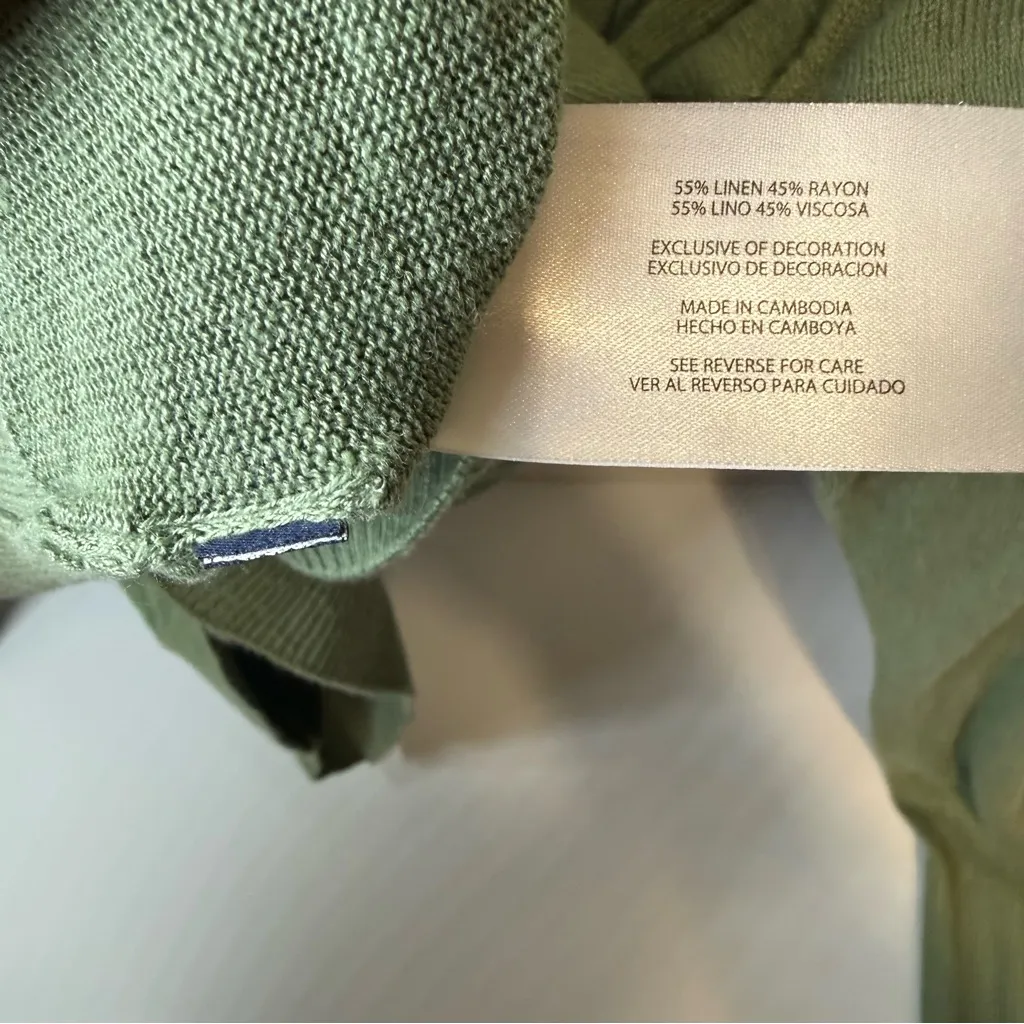 55% LINEN 45% RAYON
55% LINO 45% VISCOSA
EXCLUSIVE OF DECORATION
EXCLUSIVO DE DECORACION
MADE IN CAMBODIA
HECHO EN CAMBOYA
SEE REVERSE FOR CARE
VER AL REVERSO PARA CUIDADO